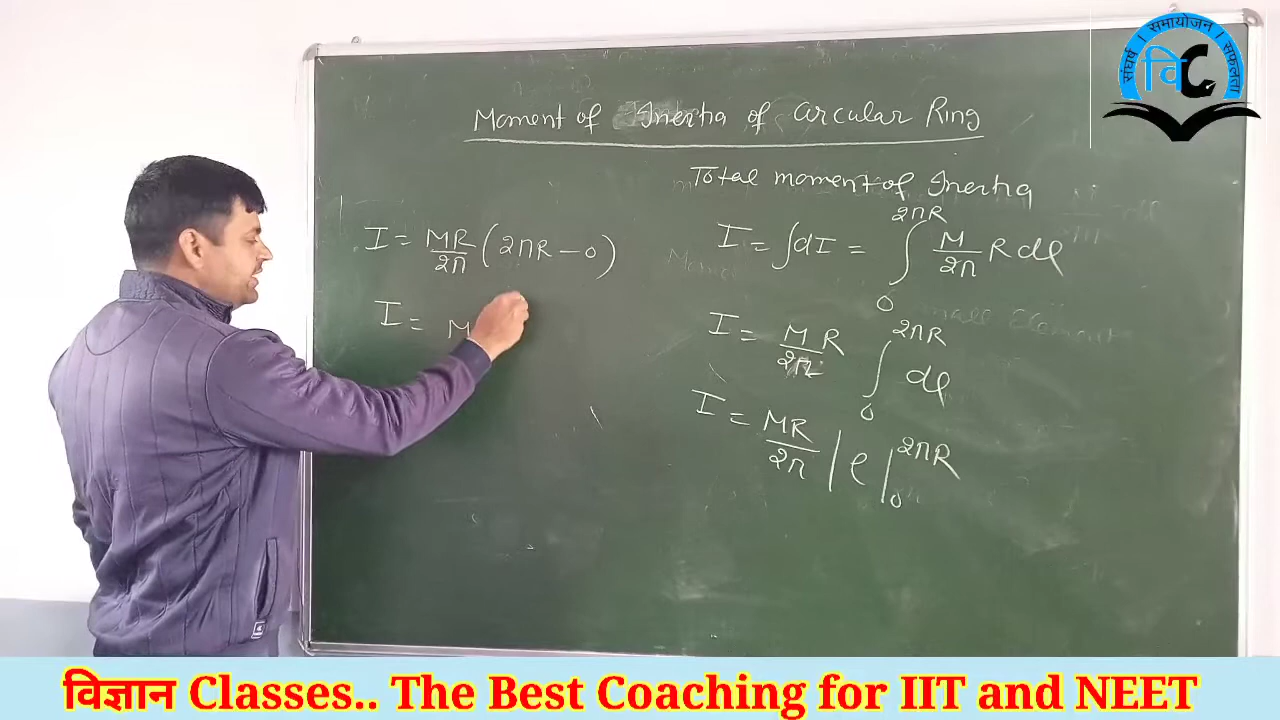 संघर्ष । समायोजन । सफलता
विC
Moment of Inertia of circular Ring
Total moment of Inertia
I = ∫dI = ∫₀^2πR M/2π R dl
I = M/2π R ∫₀^2πR dl
I = MR/2π | l |₀^2πR
I = MR/2π (2πR − 0)
I = M
विज्ञान Classes.. The Best Coaching for IIT and NEET